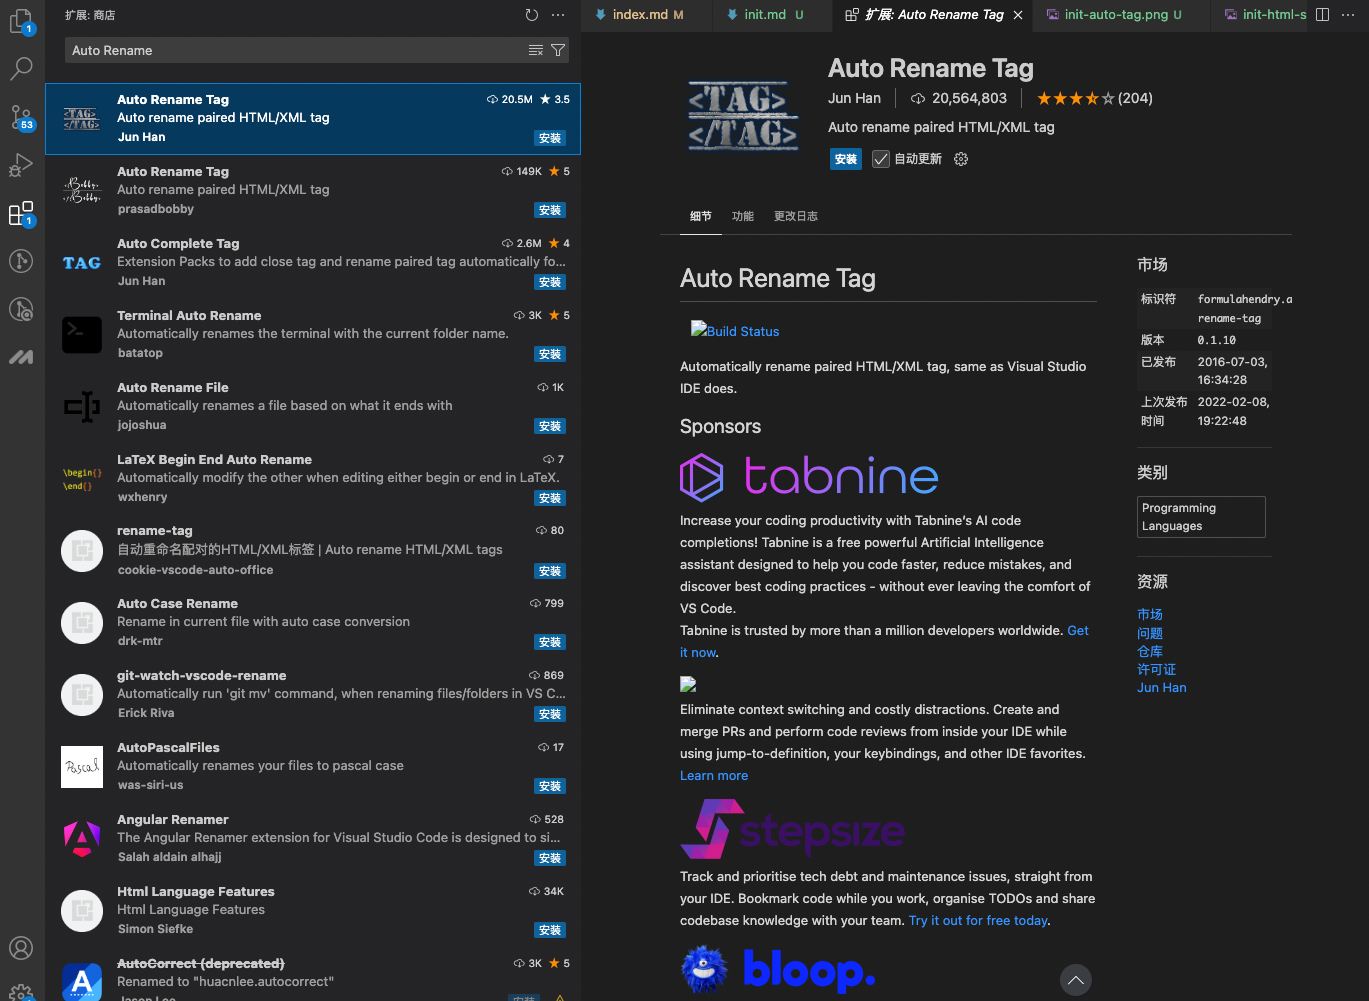 扩展: 商店
Auto Rename
1
53
1
Auto Rename Tag 20.5M 3.5
Auto rename paired HTML/XML tag
Jun Han 安装
Auto Rename Tag 149K 5
Auto rename paired HTML/XML tag
prasadbobby 安装
Auto Complete Tag 2.6M 4
Extension Packs to add close tag and rename paired tag automatically fo...
Jun Han 安装
Terminal Auto Rename 3K 5
Automatically renames the terminal with the current folder name.
batatop 安装
Auto Rename File 1K
Automatically renames a file based on what it ends with
jojoshua 安装
LaTeX Begin End Auto Rename 7
Automatically modify the other when editing either begin or end in LaTeX.
wxhenry 安装
rename-tag 80
自动重命名配对的HTML/XML标签 | Auto rename HTML/XML tags
cookie-vscode-auto-office 安装
Auto Case Rename 799
Rename in current file with auto case conversion
drk-mtr 安装
git-watch-vscode-rename 869
Automatically run 'git mv' command, when renaming files/folders in VS C...
Erick Riva 安装
AutoPascalFiles 17
Automatically renames your files to pascal case
was-siri-us 安装
Angular Renamer 528
The Angular Renamer extension for Visual Studio Code is designed to si...
Salah aldain alhajj 安装
Html Language Features 34K
Html Language Features
Simon Siefke 安装
AutoCorrect (deprecated) 3K 5
Renamed to "huacnlee.autocorrect"
Jason Lee 安装
<TAG>
</TAG>
<Bobby.
</Bobby.
TAG
\begin{}
\end{}
Pascal
A
index.md M
init.md U
扩展: Auto Rename Tag
init-auto-tag.png U
init-html-s
<TAG>
</TAG>
Auto Rename Tag
Jun Han 20,564,803 (204)
Auto rename paired HTML/XML tag
安装 自动更新
细节 功能 更改日志
Auto Rename Tag
Build Status
Automatically rename paired HTML/XML tag, same as Visual Studio
IDE does.
Sponsors
tabnine
Increase your coding productivity with Tabnine's AI code
completions! Tabnine is a free powerful Artificial Intelligence
assistant designed to help you code faster, reduce mistakes, and
discover best coding practices - without ever leaving the comfort of
VS Code.
Tabnine is trusted by more than a million developers worldwide. Get
it now.
Eliminate context switching and costly distractions. Create and
merge PRs and perform code reviews from inside your IDE while
using jump-to-definition, your keybindings, and other IDE favorites.
Learn more
stepsize
Track and prioritise tech debt and maintenance issues, straight from
your IDE. Bookmark code while you work, organise TODOs and share
codebase knowledge with your team. Try it out for free today.
bloop.
市场
标识符 formulahendry.a
rename-tag
版本 0.1.10
已发布 2016-07-03,
16:34:28
上次发布 2022-02-08,
时间 19:22:48
类别
Programming
Languages
资源
市场
问题
仓库
许可证
Jun Han